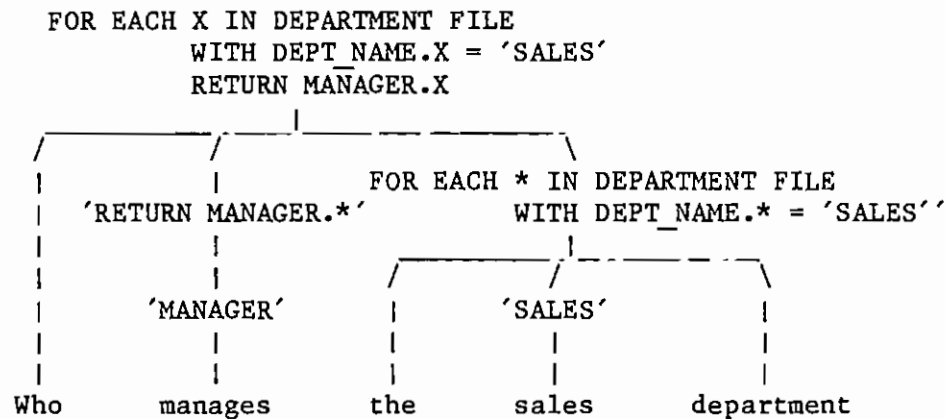 FOR EACH X IN DEPARTMENT FILE
WITH DEPT_NAME.X = 'SALES'
RETURN MANAGER.X
FOR EACH * IN DEPARTMENT FILE
'RETURN MANAGER.*' WITH DEPT_NAME.* = 'SALES''
'MANAGER' 'SALES'
Who manages the sales department